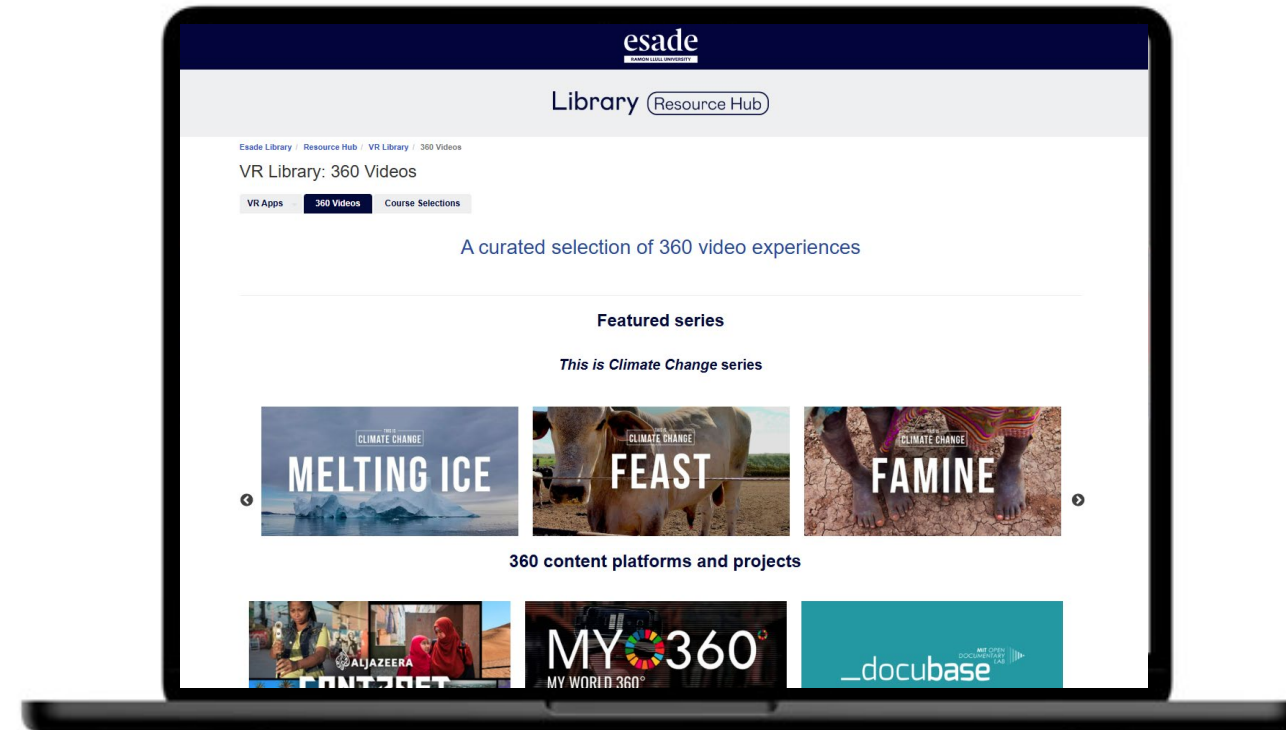 esade
RAMON LLULL UNIVERSITY
Library Resource Hub
Esade Library / Resource Hub / VR Library / 360 Videos
VR Library: 360 Videos
VR Apps 360 Videos Course Selections
A curated selection of 360 video experiences
Featured series
This is Climate Change series
THIS IS
CLIMATE CHANGE
MELTING ICE
THIS IS
CLIMATE CHANGE
FEAST
THIS IS
CLIMATE CHANGE
FAMINE
360 content platforms and projects
ALJAZEERA
CONTRAST
MY 360°
MY WORLD 360°
MIT OPEN
DOCUMENTARY
LAB
_docubase